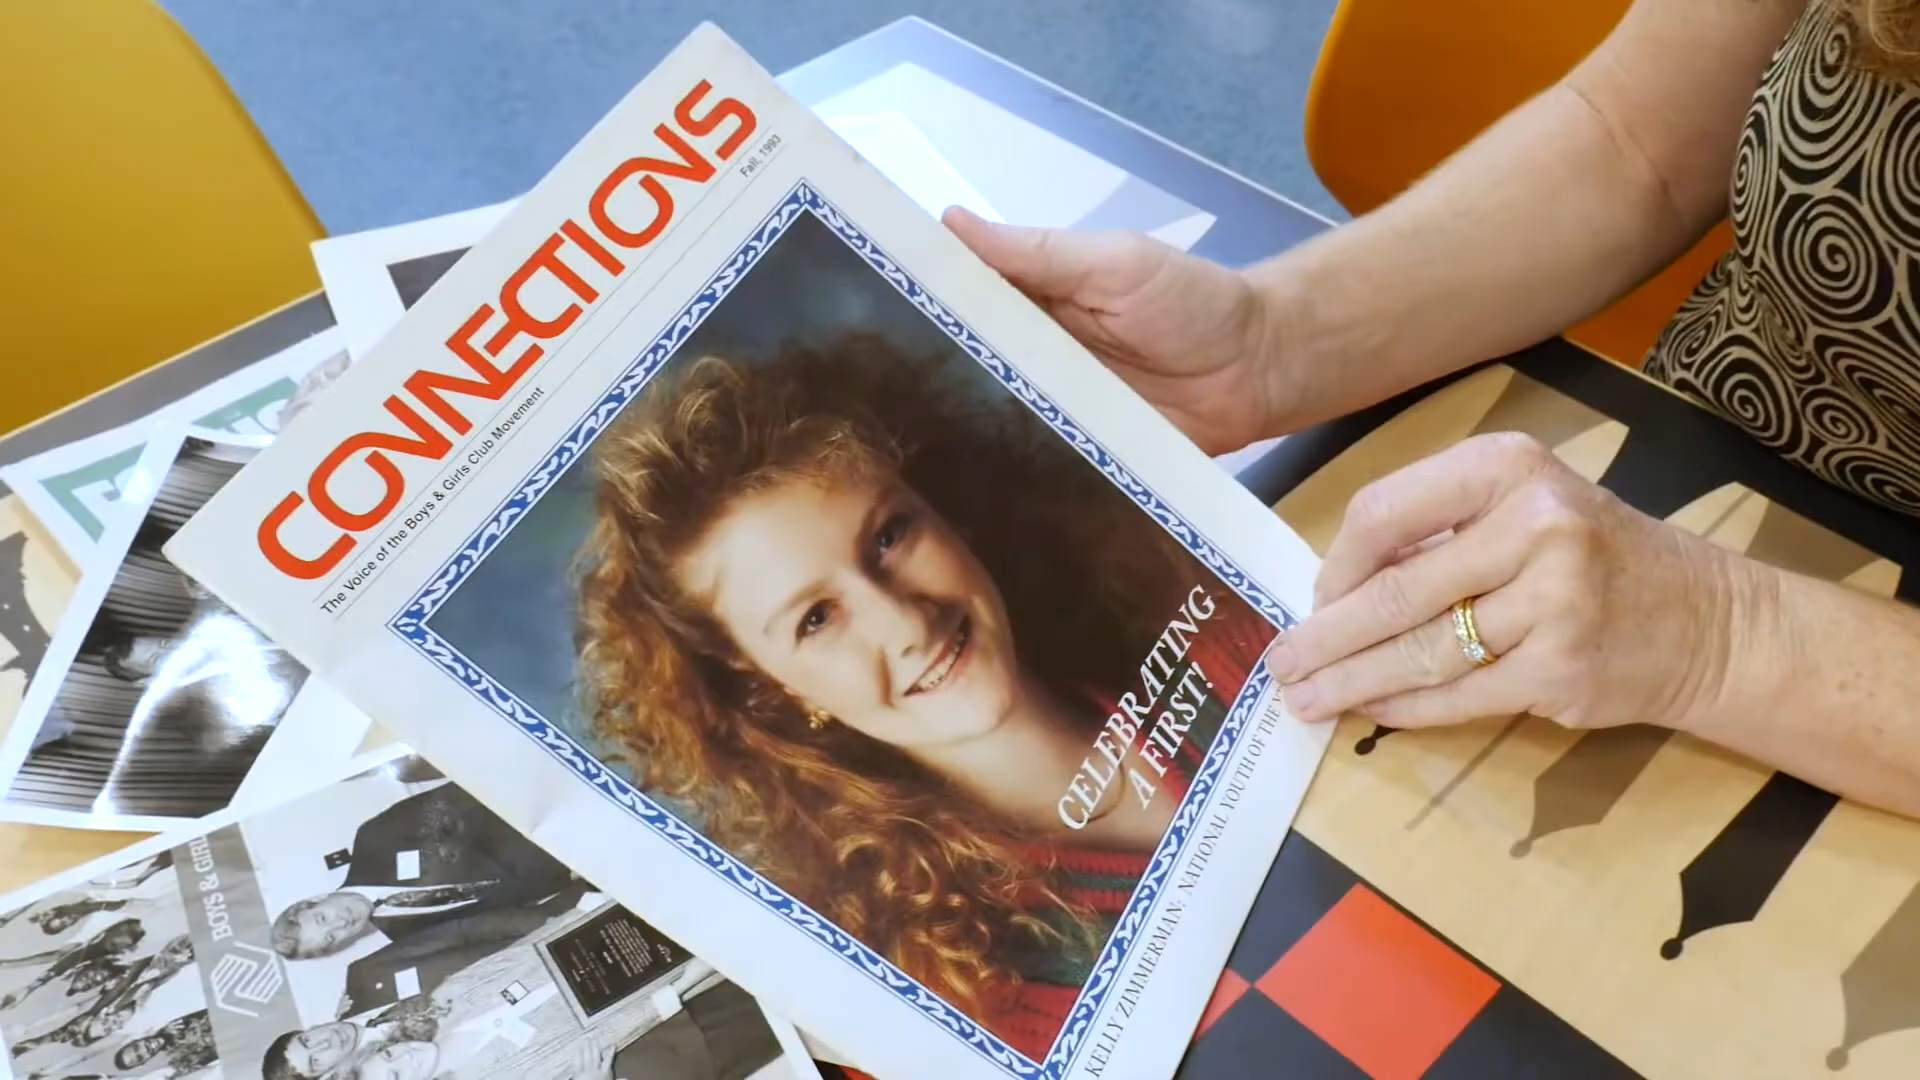 CONNECTIONS
Fall, 1993
The Voice of the Boys & Girls Club Movement
CELEBRATING
A FIRST!
KELLY ZIMMERMAN: NATIONAL YOUTH OF THE
BOYS & GIRL